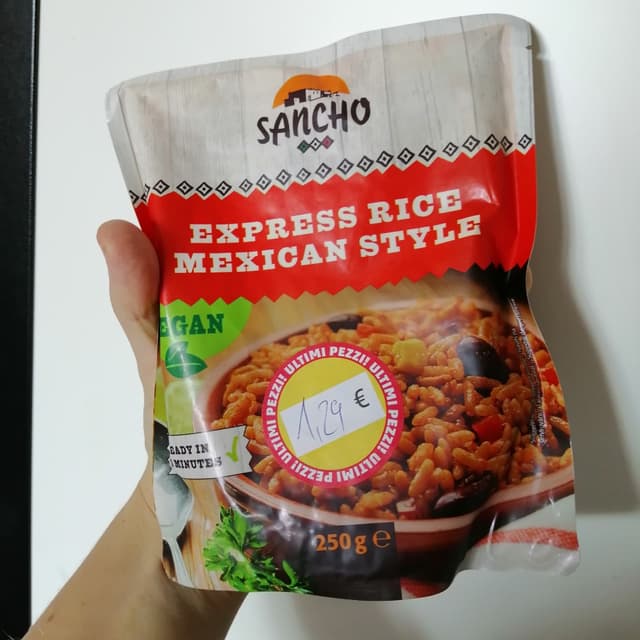 SANCHO
EXPRESS RICE
MEXICAN STYLE
EGAN
ULTIMI PEZZI! ULTIMI PEZZI! ULTIMI PEZZI! ULTIMI PEZZI!
1,29 €
EADY IN
MINUTES
250 g e